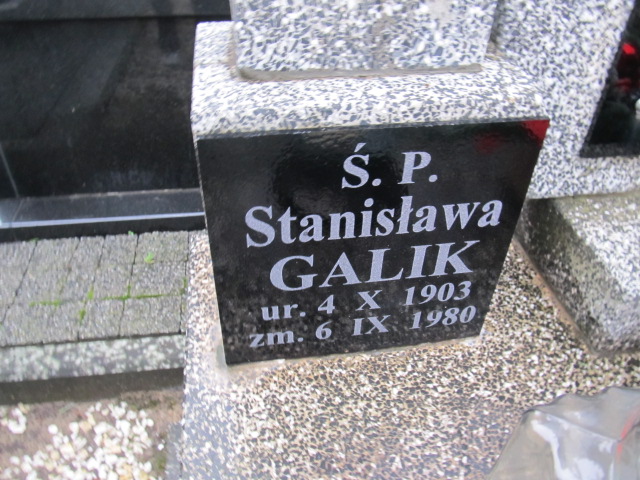 Ś. P.
Stanisława
GALIK
ur. 4 X 1903
zm. 6 IX 1980